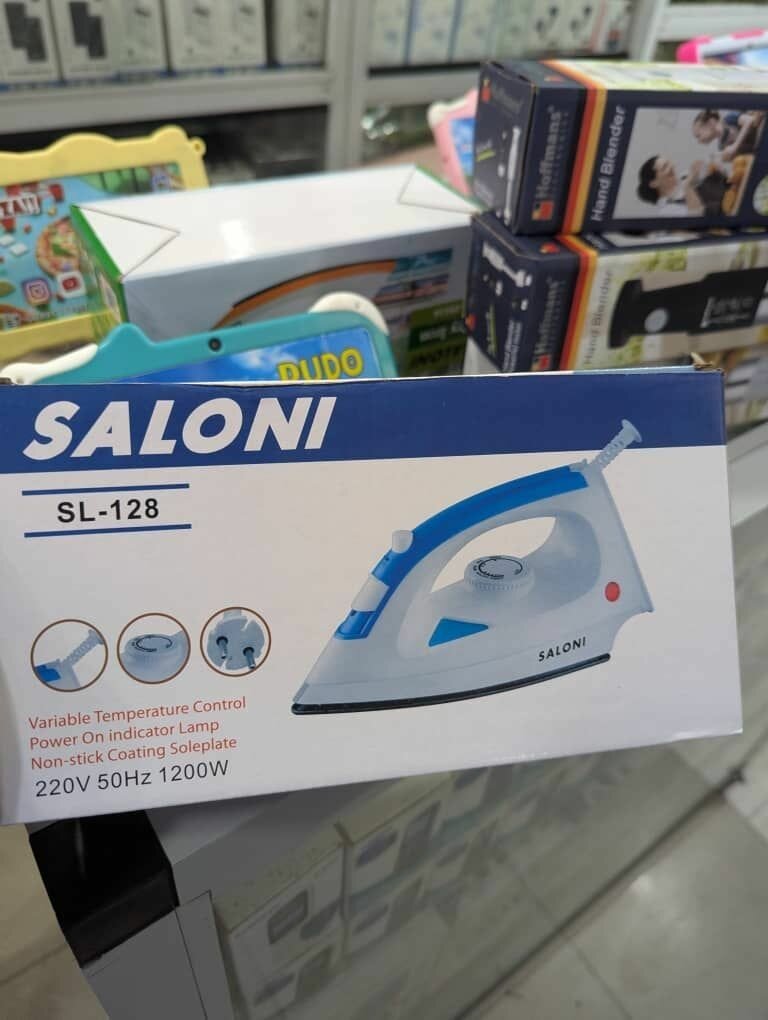 Hoffmans
Hand Blender
Hoffmans
Hand Blender
PUDO
SALONI
SL-128
SALONI
Variable Temperature Control
Power On indicator Lamp
Non-stick Coating Soleplate
220V 50Hz 1200W